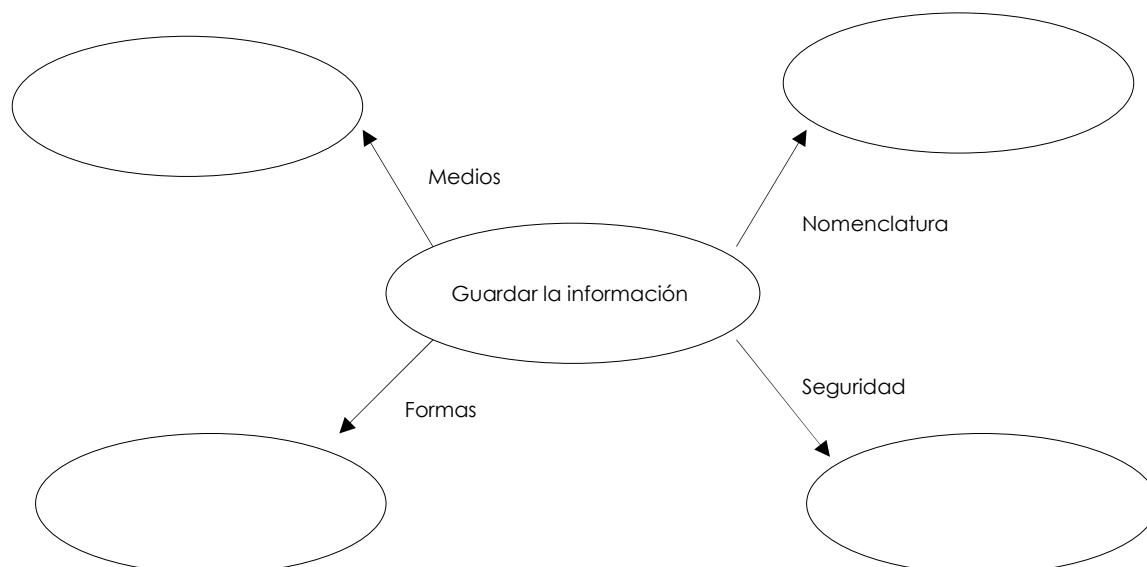 Medios
Nomenclatura
Guardar la información
Seguridad
Formas